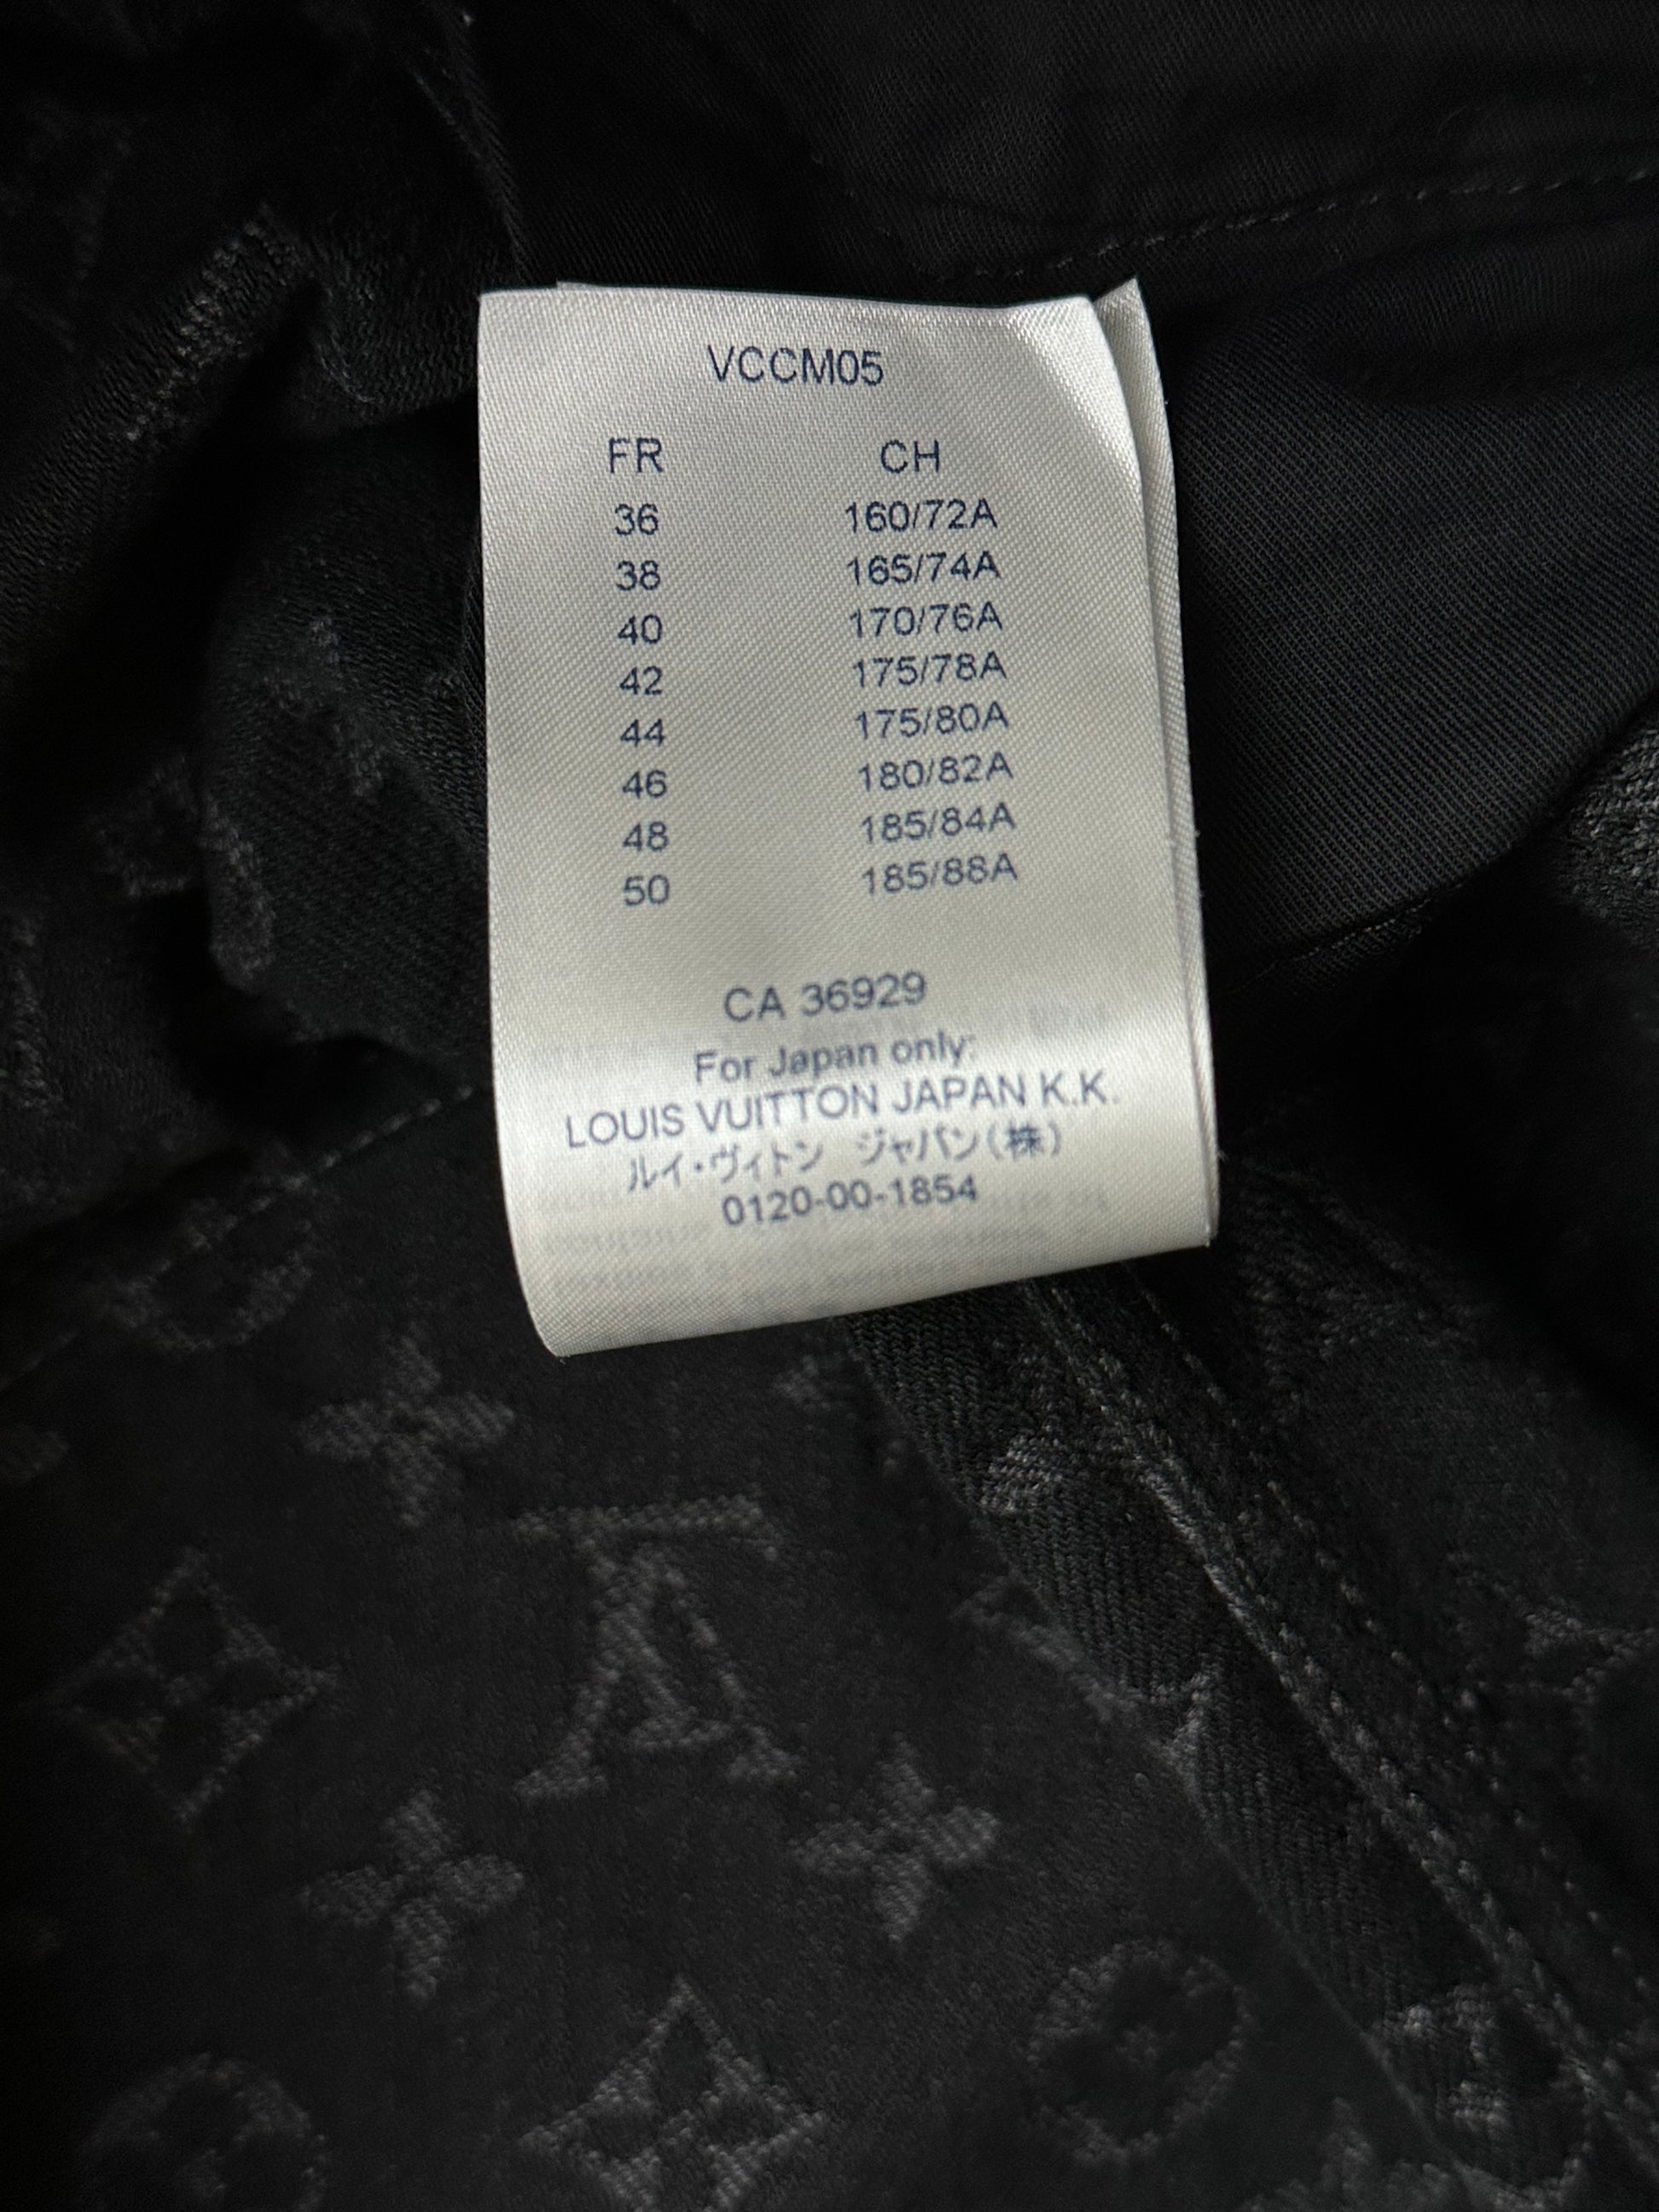 VCCM05
FR CH
36 160/72A
38 165/74A
40 170/76A
42 175/78A
44 175/80A
46 180/82A
48 185/84A
50 185/88A
CA 36929
For Japan only:
LOUIS VUITTON JAPAN K.K.
ルイ・ヴィトン ジャパン(株)
0120-00-1854